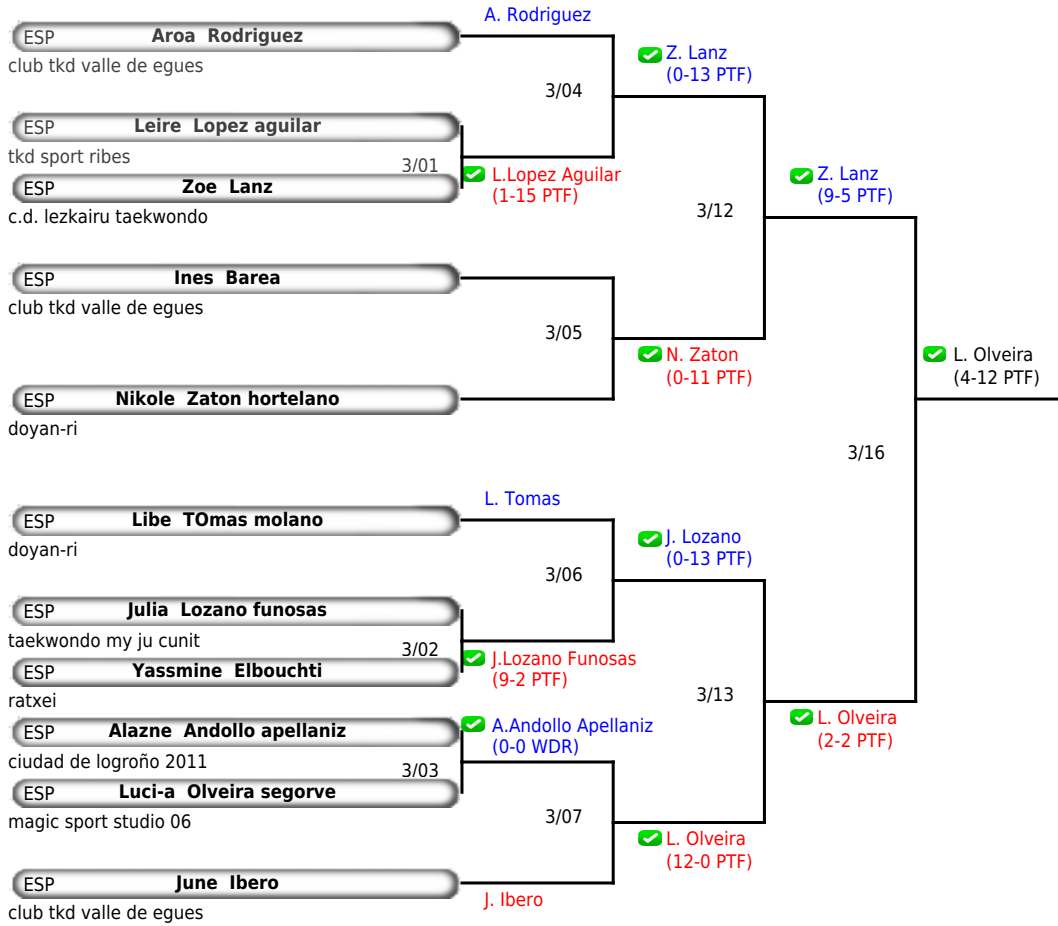 A. Rodriguez
ESP Aroa Rodriguez
club tkd valle de egues
Z. Lanz
(0-13 PTF)
3/04
ESP Leire Lopez aguilar
tkd sport ribes
3/01
L.Lopez Aguilar
(1-15 PTF)
ESP Zoe Lanz
c.d. lezkairu taekwondo
Z. Lanz
(9-5 PTF)
3/12
ESP Ines Barea
club tkd valle de egues
3/05
N. Zaton
(0-11 PTF)
ESP Nikole Zaton hortelano
doyan-ri
L. Olveira
(4-12 PTF)
3/16
L. Tomas
ESP Libe TOmas molano
doyan-ri
J. Lozano
(0-13 PTF)
3/06
ESP Julia Lozano funosas
taekwondo my ju cunit
3/02
J.Lozano Funosas
(9-2 PTF)
ESP Yassmine Elbouchti
ratxei
3/13
L. Olveira
(2-2 PTF)
ESP Alazne Andollo apellaniz
ciudad de logroño 2011
A.Andollo Apellaniz
(0-0 WDR)
3/03
ESP Luci-a Olveira segorve
magic sport studio 06
3/07
L. Olveira
(12-0 PTF)
ESP June Ibero
club tkd valle de egues
J. Ibero